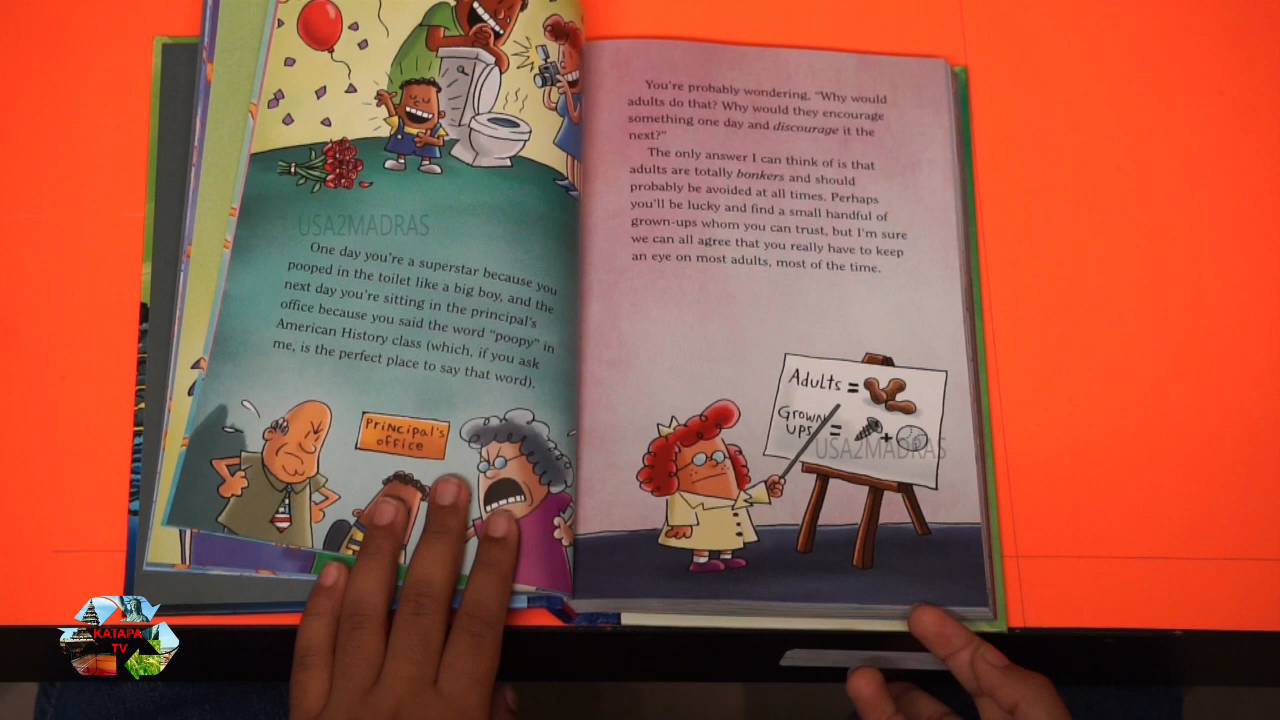 USA2MADRAS
One day you're a superstar because you
pooped in the toilet like a big boy, and the
next day you're sitting in the principal's
office because you said the word "poopy" in
American History class (which, if you ask
me, is the perfect place to say that word).
Principal's
office
You're probably wondering, "Why would
adults do that? Why would they encourage
something one day and discourage it the
next?"
The only answer I can think of is that
adults are totally bonkers and should
probably be avoided at all times. Perhaps
you'll be lucky and find a small handful of
grown-ups whom you can trust, but I'm sure
we can all agree that you really have to keep
an eye on most adults, most of the time.
Adults =
Grown
ups = +
USA2MADRAS
KATAPA
TV